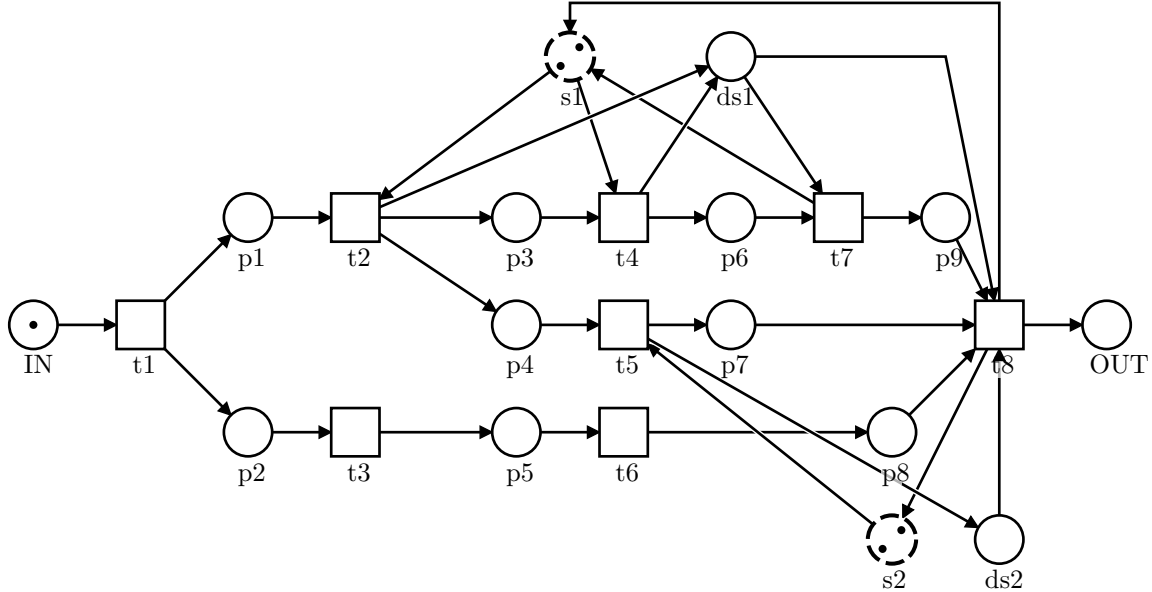 s1 ds1
p1 t2 p3 t4 p6 t7 p9
IN t1 p4 t5 p7 t8 OUT
p2 t3 p5 t6 p8
s2 ds2